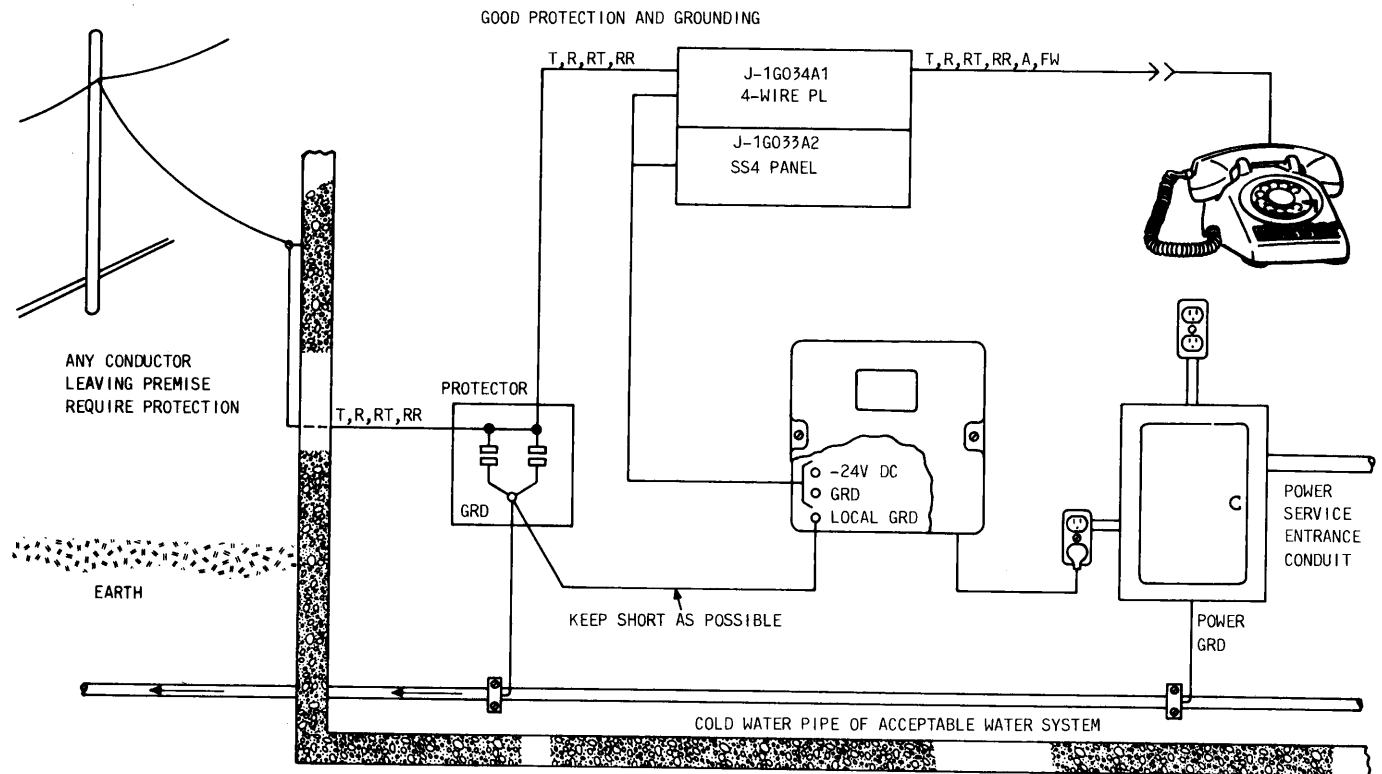 GOOD PROTECTION AND GROUNDING
T,R,RT,RR
J-1G034A1
4-WIRE PL
T,R,RT,RR,A,FW
J-1G033A2
SS4 PANEL
ANY CONDUCTOR
LEAVING PREMISE
REQUIRE PROTECTION
PROTECTOR
T,R,RT,RR
GRD
-24V DC
GRD
LOCAL GRD
POWER
SERVICE
ENTRANCE
CONDUIT
EARTH
KEEP SHORT AS POSSIBLE
POWER
GRD
COLD WATER PIPE OF ACCEPTABLE WATER SYSTEM